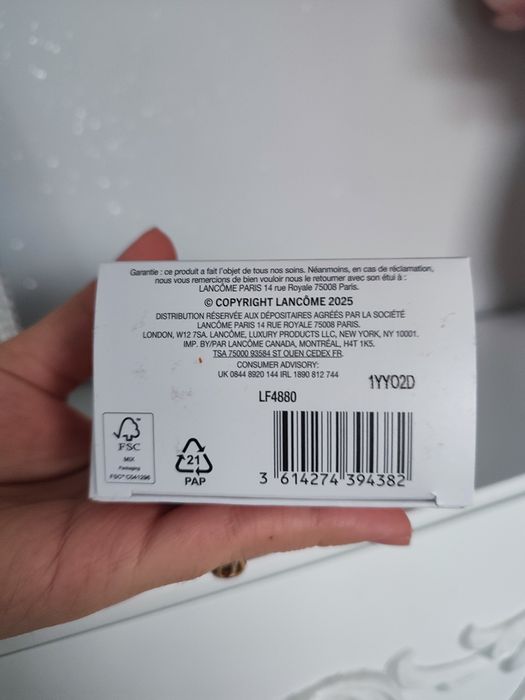 Garantie : ce produit a fait l'objet de tous nos soins. Néanmoins, en cas de réclamation,
nous vous remercions de bien vouloir nous le retourner avec son étui à :
LANCÔME PARIS 14 rue Royale 75008 Paris.
© COPYRIGHT LANCÔME 2025
DISTRIBUTION RÉSERVÉE AUX DÉPOSITAIRES AGRÉÉS PAR LA SOCIÉTÉ
LANCÔME PARIS 14 RUE ROYALE 75008 PARIS.
LONDON, W12 7SA. LANCÔME, LUXURY PRODUCTS LLC, NEW YORK, NY 10001.
IMP. BY/PAR LANCÔME CANADA, MONTRÉAL, H4T 1K5.
TSA 75000 93584 ST OUEN CEDEX FR.
CONSUMER ADVISORY:
UK 0844 8920 144 IRL 1890 812 744
1YY02D
LF4880
FSC
MIX
Packaging
FSC® C041296
21
PAP
3 614274 394382